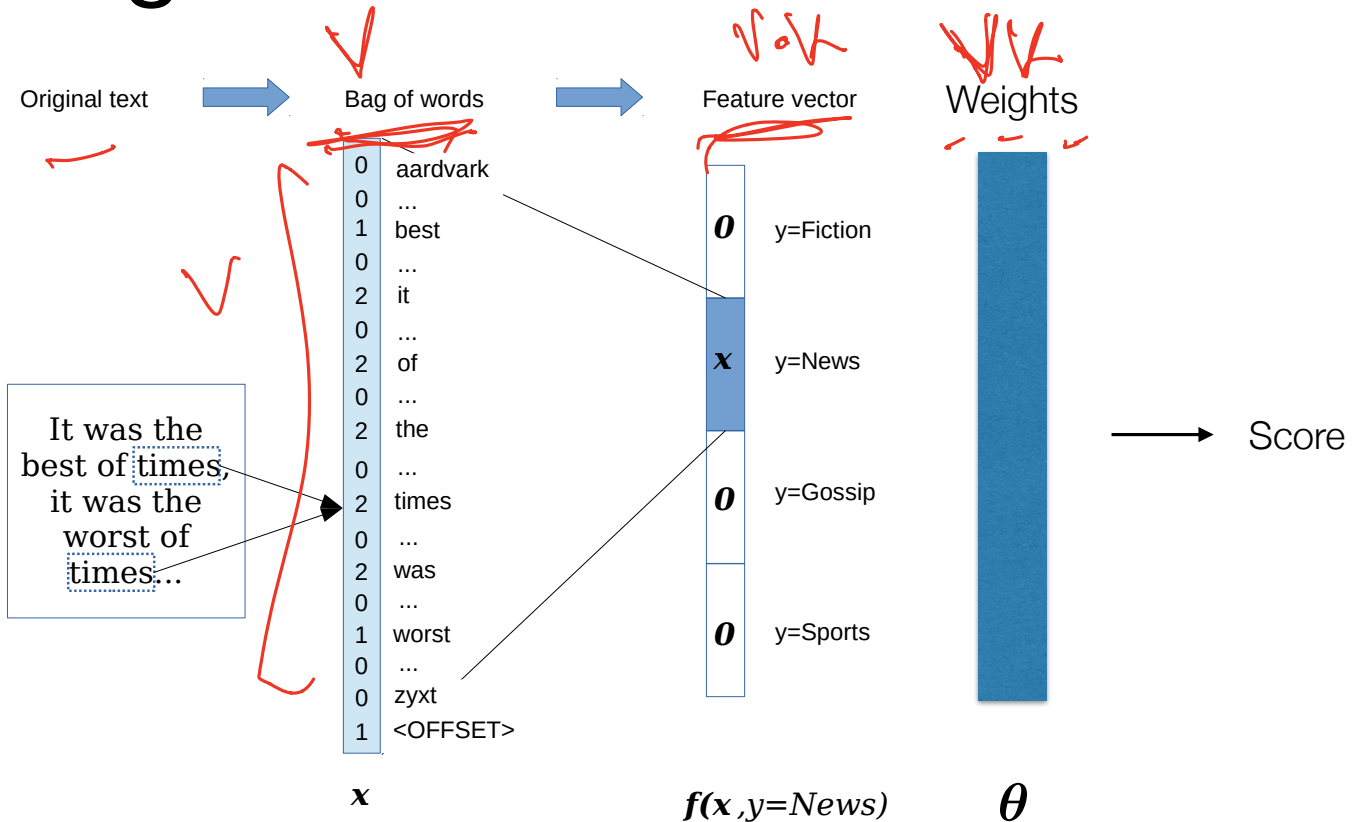 V
V·K
VK
Original text
Bag of words
Feature vector
Weights
0 aardvark
0 ...
1 best
0 ...
2 it
0 ...
2 of
0 ...
2 the
0 ...
2 times
0 ...
2 was
0 ...
1 worst
0 ...
0 zyxt
1 <OFFSET>
V
It was the
best of times,
it was the
worst of
times...
0 y=Fiction
x y=News
0 y=Gossip
0 y=Sports
Score
x
f(x ,y=News)
θ